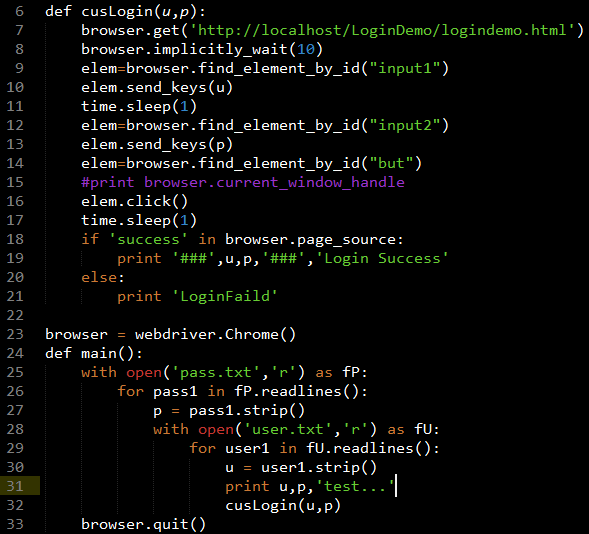 6 def cusLogin(u,p):
7     browser.get('http://localhost/LoginDemo/logindemo.html')
8     browser.implicitly_wait(10)
9     elem=browser.find_element_by_id("input1")
10     elem.send_keys(u)
11     time.sleep(1)
12     elem=browser.find_element_by_id("input2")
13     elem.send_keys(p)
14     elem=browser.find_element_by_id("but")
15     #print browser.current_window_handle
16     elem.click()
17     time.sleep(1)
18     if 'success' in browser.page_source:
19         print '###',u,p,'###','Login Success'
20     else:
21         print 'LoginFaild'
22
23 browser = webdriver.Chrome()
24 def main():
25     with open('pass.txt','r') as fP:
26         for pass1 in fP.readlines():
27             p = pass1.strip()
28             with open('user.txt','r') as fU:
29                 for user1 in fU.readlines():
30                     u = user1.strip()
31                     print u,p,'test...'
32                     cusLogin(u,p)
33     browser.quit()